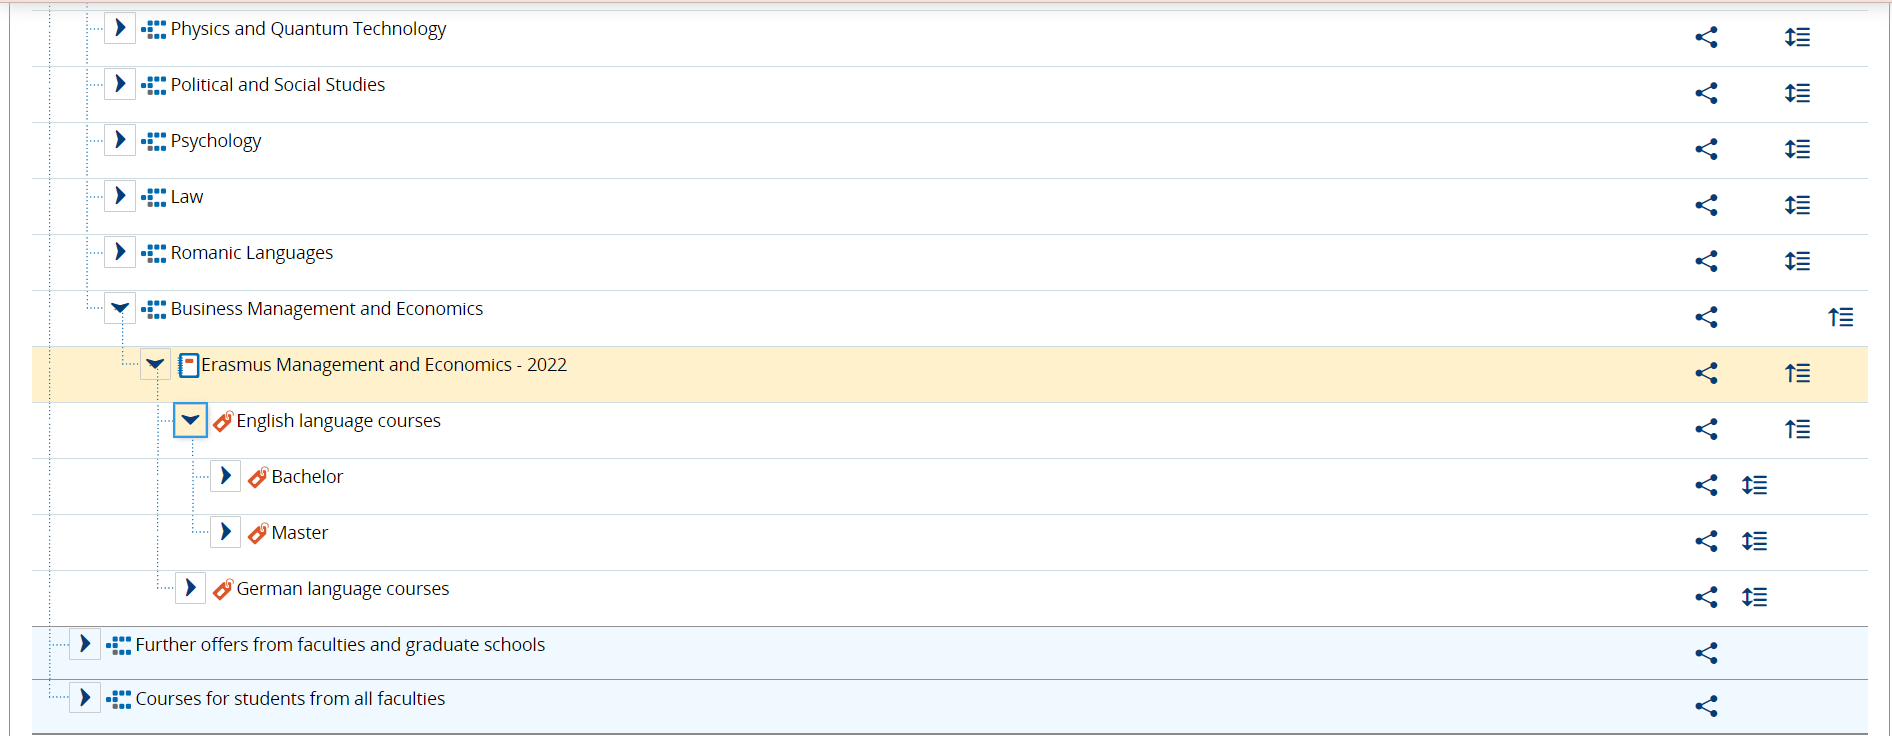 Physics and Quantum Technology
Political and Social Studies
Psychology
Law
Romanic Languages
Business Management and Economics
Erasmus Management and Economics - 2022
English language courses
Bachelor
Master
German language courses
Further offers from faculties and graduate schools
Courses for students from all faculties